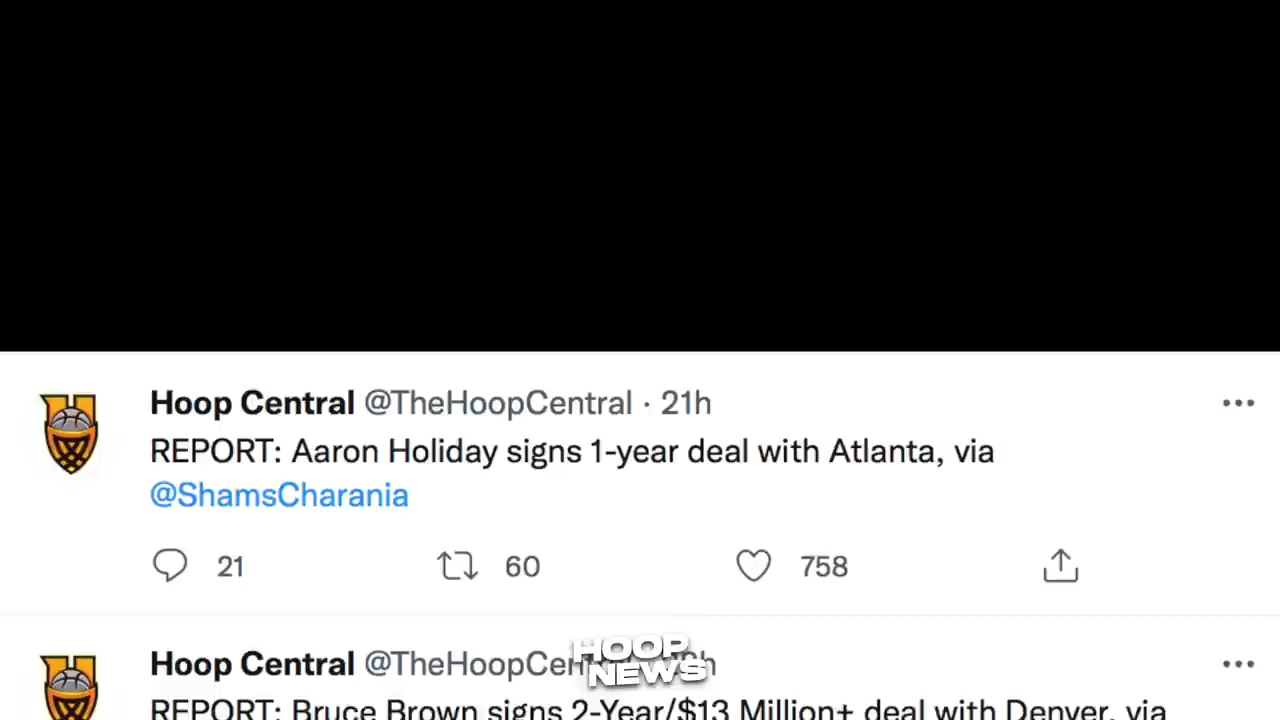 Hoop Central @TheHoopCentral · 21h
REPORT: Aaron Holiday signs 1-year deal with Atlanta, via
@ShamsCharania
21 60 758
Hoop Central
HOOP
NEWS
REPORT: Bruce Brown signs 2-Year/$13 Million+ deal with Denver, via